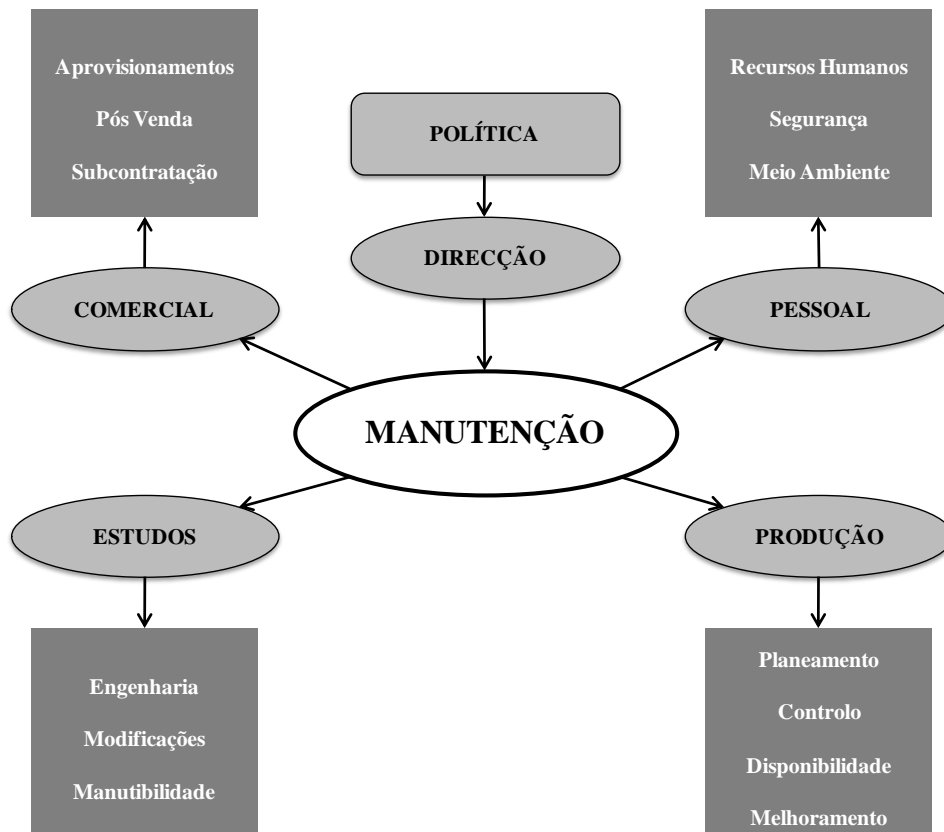 Aprovisionamentos
Pós Venda
Subcontratação
POLÍTICA
Recursos Humanos
Segurança
Meio Ambiente
DIRECÇÃO
COMERCIAL
PESSOAL
MANUTENÇÃO
ESTUDOS
PRODUÇÃO
Engenharia
Modificações
Manutibilidade
Planeamento
Controlo
Disponibilidade
Melhoramento